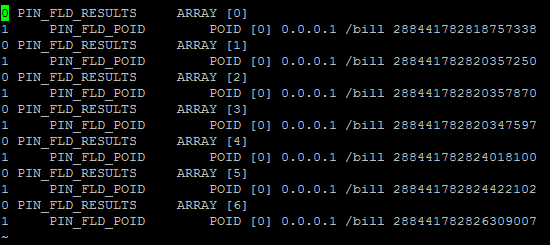 0 PIN_FLD_RESULTS ARRAY [0]
1 PIN_FLD_POID POID [0] 0.0.0.1 /bill 288441782818757338
0 PIN_FLD_RESULTS ARRAY [1]
1 PIN_FLD_POID POID [0] 0.0.0.1 /bill 288441782820357250
0 PIN_FLD_RESULTS ARRAY [2]
1 PIN_FLD_POID POID [0] 0.0.0.1 /bill 288441782820357870
0 PIN_FLD_RESULTS ARRAY [3]
1 PIN_FLD_POID POID [0] 0.0.0.1 /bill 288441782820347597
0 PIN_FLD_RESULTS ARRAY [4]
1 PIN_FLD_POID POID [0] 0.0.0.1 /bill 288441782824018100
0 PIN_FLD_RESULTS ARRAY [5]
1 PIN_FLD_POID POID [0] 0.0.0.1 /bill 288441782824422102
0 PIN_FLD_RESULTS ARRAY [6]
1 PIN_FLD_POID POID [0] 0.0.0.1 /bill 288441782826309007
~